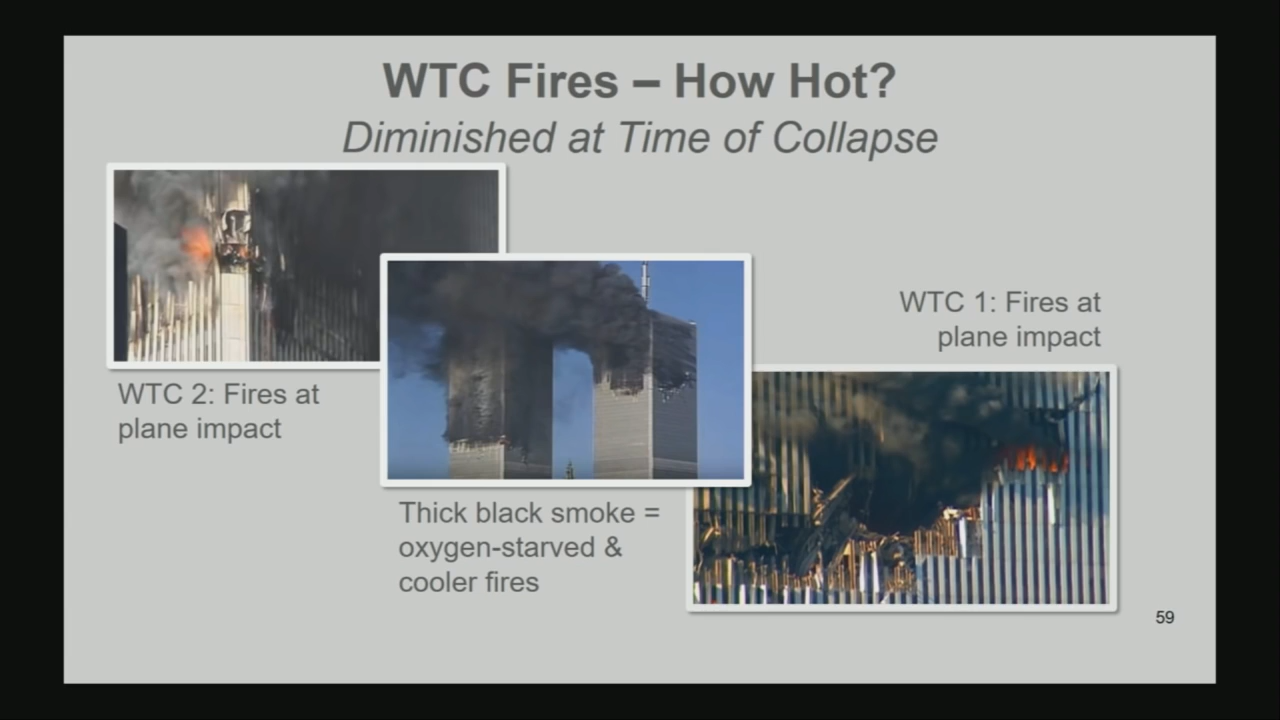 WTC Fires – How Hot?
Diminished at Time of Collapse
WTC 2: Fires at
plane impact
Thick black smoke =
oxygen-starved &
cooler fires
WTC 1: Fires at
plane impact
59